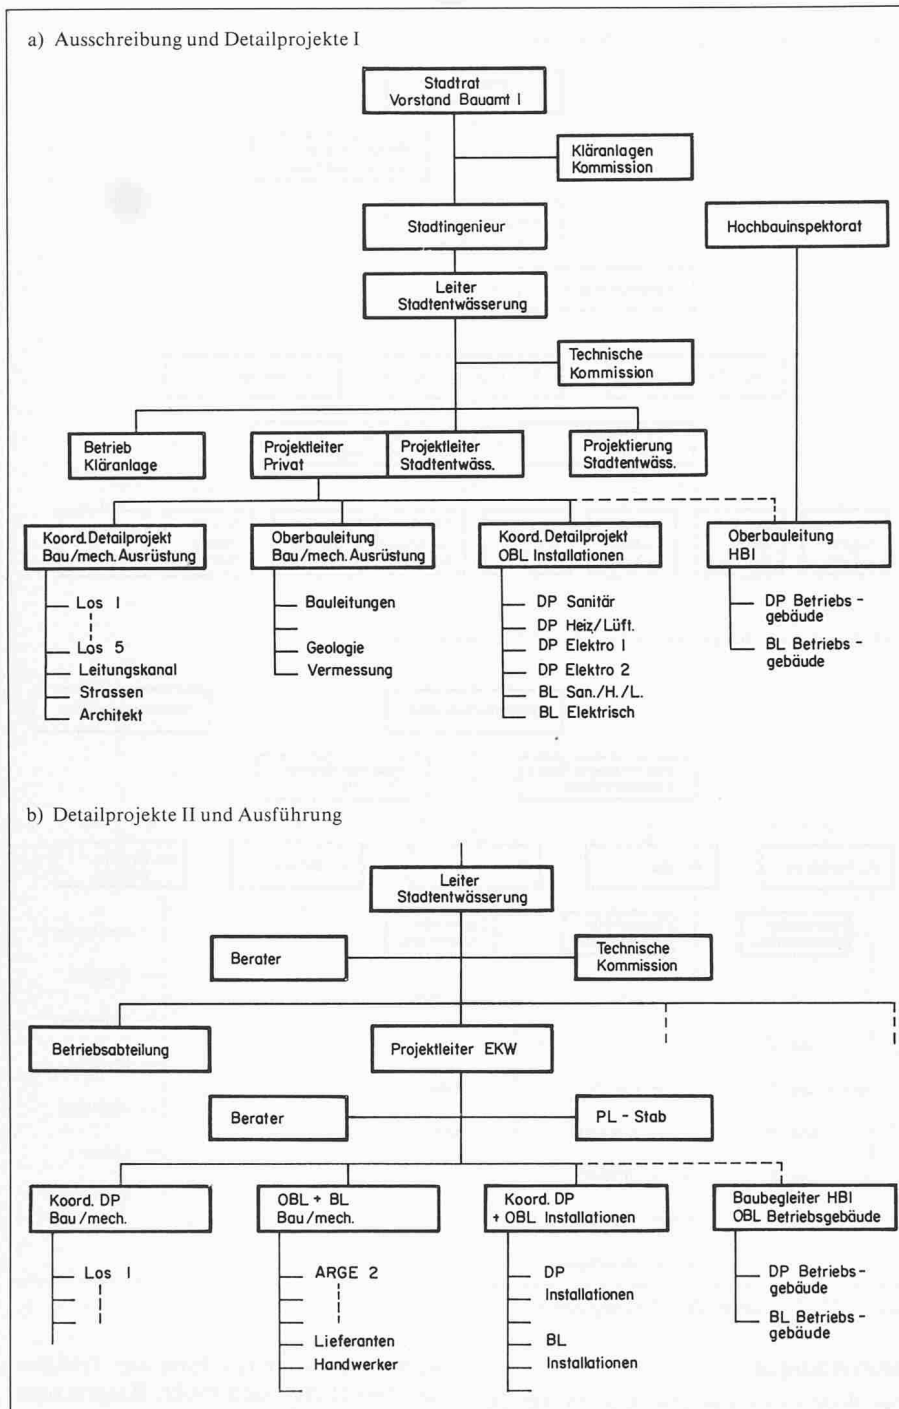 a) Ausschreibung und Detailprojekte I
Stadtrat
Vorstand Bauamt I
Kläranlagen
Kommission
Stadtingenieur
Hochbauinspektorat
Leiter
Stadtentwässerung
Technische
Kommission
Betrieb
Kläranlage
Projektleiter
Privat
Projektleiter
Stadtentwäss.
Projektierung
Stadtentwäss.
Koord. Detailprojekt
Bau/mech. Ausrüstung
Los 1
Los 5
Leitungskanal
Strassen
Architekt
Oberbauleitung
Bau/mech. Ausrüstung
Bauleitungen
Geologie
Vermessung
Koord. Detailprojekt
OBL Installationen
DP Sanitär
DP Heiz/Lüft.
DP Elektro 1
DP Elektro 2
BL San./H./L.
BL Elektrisch
Oberbauleitung
HBI
DP Betriebs-
gebäude
BL Betriebs-
gebäude
b) Detailprojekte II und Ausführung
Leiter
Stadtentwässerung
Berater
Technische
Kommission
Betriebsabteilung
Projektleiter EKW
Berater
PL - Stab
Koord. DP
Bau/mech.
Los 1
OBL + BL
Bau/mech.
ARGE 2
Lieferanten
Handwerker
Koord. DP
+ OBL Installationen
DP
Installationen
BL
Installationen
Baubegleiter HBI
OBL Betriebsgebäude
DP Betriebs-
gebäude
BL Betriebs-
gebäude